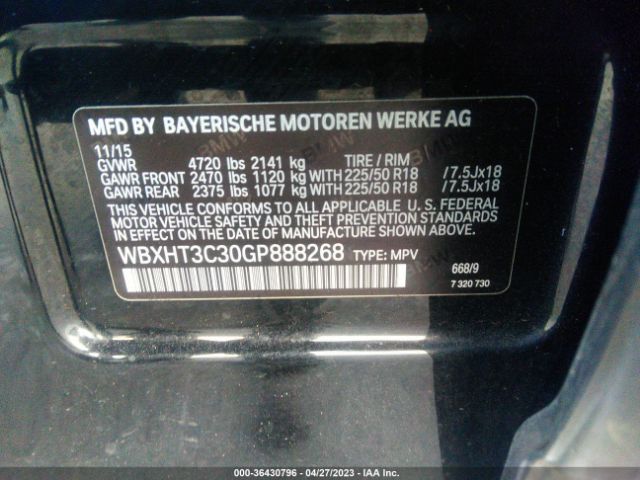 MFD BY BAYERISCHE MOTOREN WERKE AG
11/15
GVWR 4720 lbs 2141 kg TIRE / RIM
GAWR FRONT 2470 lbs 1120 kg WITH 225/50 R18 /7.5Jx18
GAWR REAR 2375 lbs 1077 kg WITH 225/50 R18 /7.5Jx18
THIS VEHICLE CONFORMS TO ALL APPLICABLE U. S. FEDERAL
MOTOR VEHICLE SAFETY AND THEFT PREVENTION STANDARDS
IN EFFECT ON THE DATE OF MANUFACTURE SHOWN ABOVE.
WBXHT3C30GP888268 TYPE: MPV
668/9
7 320 730
000-36430796 - 04/27/2023 - IAA Inc.